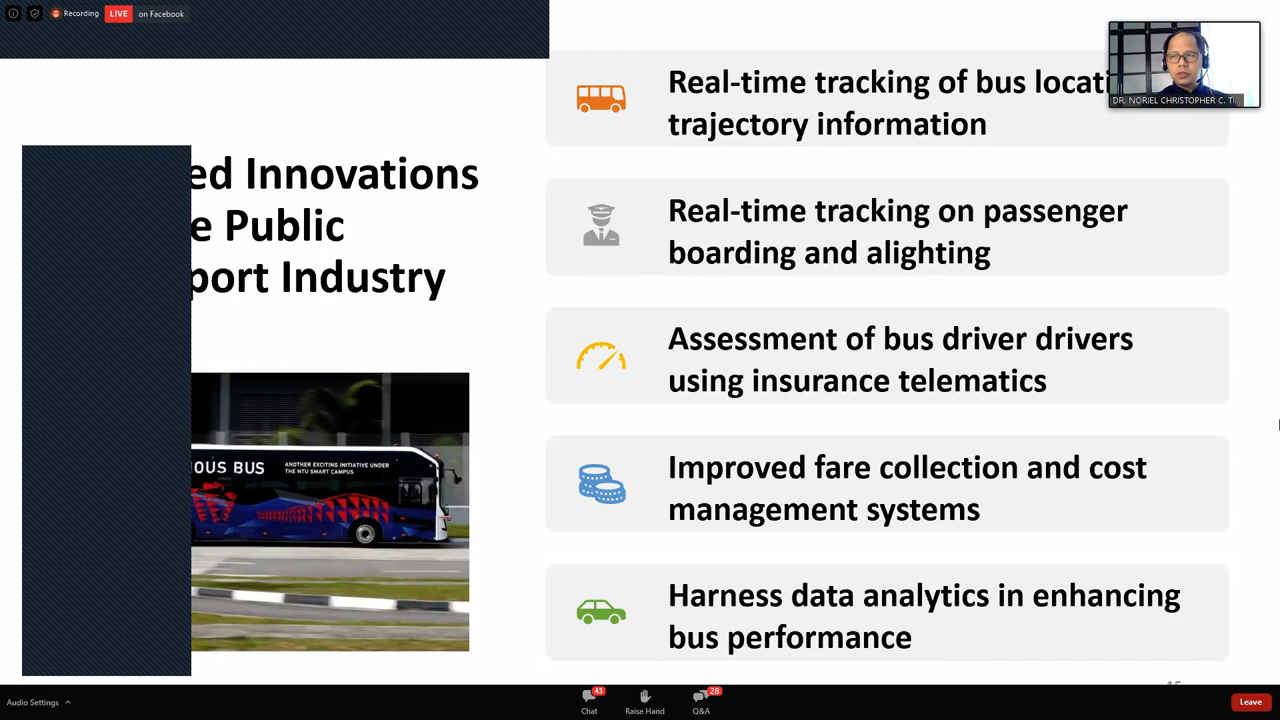 Recording
LIVE
on Facebook
DR. NORIEL CHRISTOPHER C. TI...
ed Innovations
e Public
port Industry
OUS BUS
ANOTHER EXCITING INITIATIVE UNDER
THE NTU SMART CAMPUS
Real-time tracking of bus locati
trajectory information
Real-time tracking on passenger
boarding and alighting
Assessment of bus driver drivers
using insurance telematics
Improved fare collection and cost
management systems
Harness data analytics in enhancing
bus performance
Audio Settings
43
Chat
Raise Hand
28
Q&A
Leave